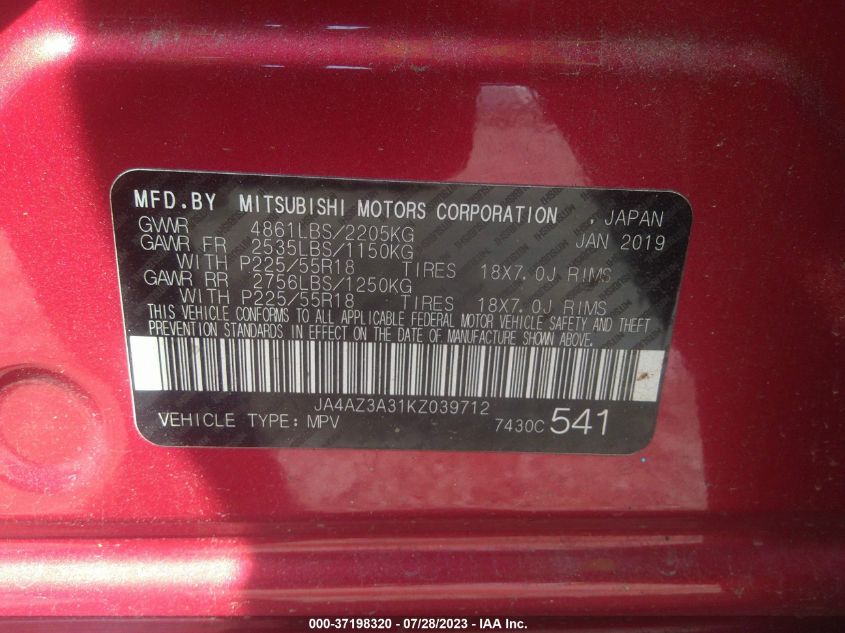 MFD.BY MITSUBISHI MOTORS CORPORATION , JAPAN
GVWR 4861LBS/2205KG JAN 2019
GAWR FR 2535LBS/1150KG
WITH P225/55R18 TIRES 18X7.0J RIMS
GAWR RR 2756LBS/1250KG
WITH P225/55R18 TIRES 18X7.0J RIMS
THIS VEHICLE CONFORMS TO ALL APPLICABLE FEDERAL MOTOR VEHICLE SAFETY AND THEFT
PREVENTION STANDARDS IN EFFECT ON THE DATE OF MANUFACTURE SHOWN ABOVE.
JA4AZ3A31KZ039712
VEHICLE TYPE: MPV 7430C 541
000-37198320 - 07/28/2023 - IAA Inc.